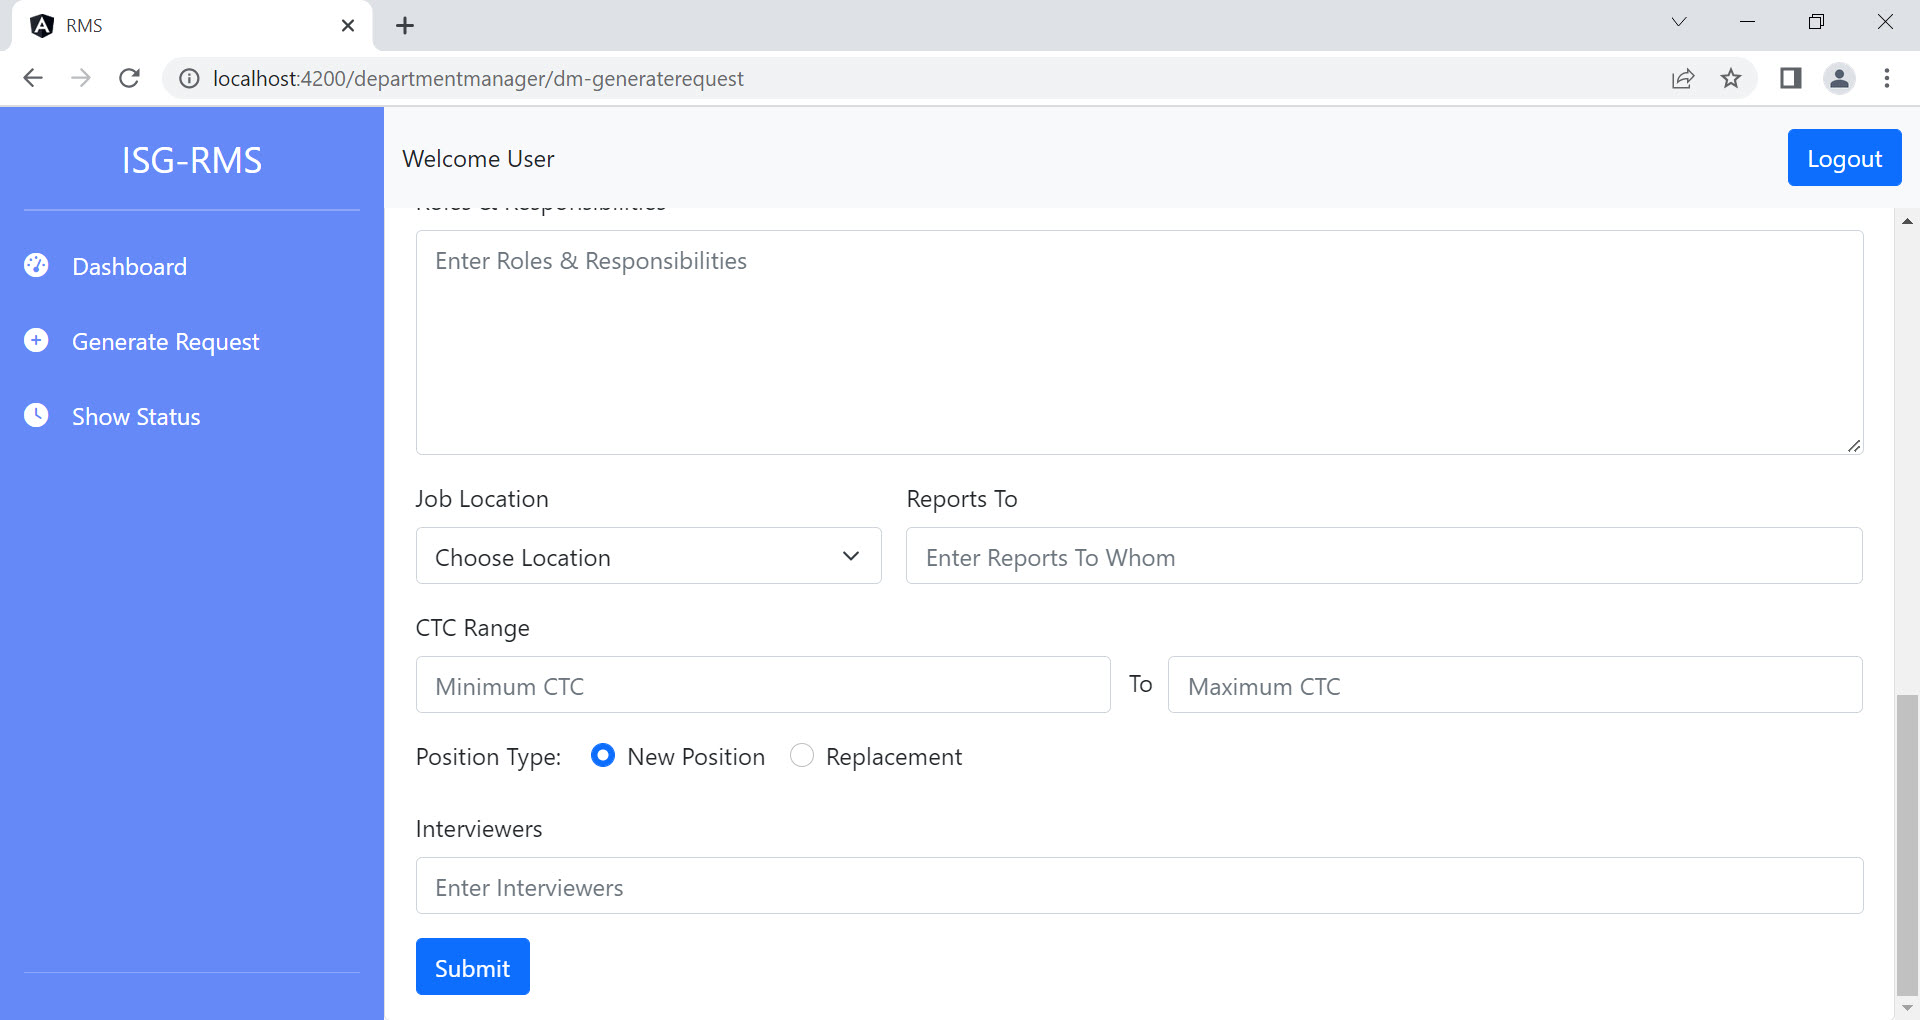 RMS
localhost:4200/departmentmanager/dm-generaterequest
ISG-RMS
Welcome User
Logout
Dashboard
Generate Request
Show Status
Roles & Responsibilities
Enter Roles & Responsibilities
Job Location
Reports To
Choose Location
Enter Reports To Whom
CTC Range
Minimum CTC
To
Maximum CTC
Position Type:
New Position
Replacement
Interviewers
Enter Interviewers
Submit